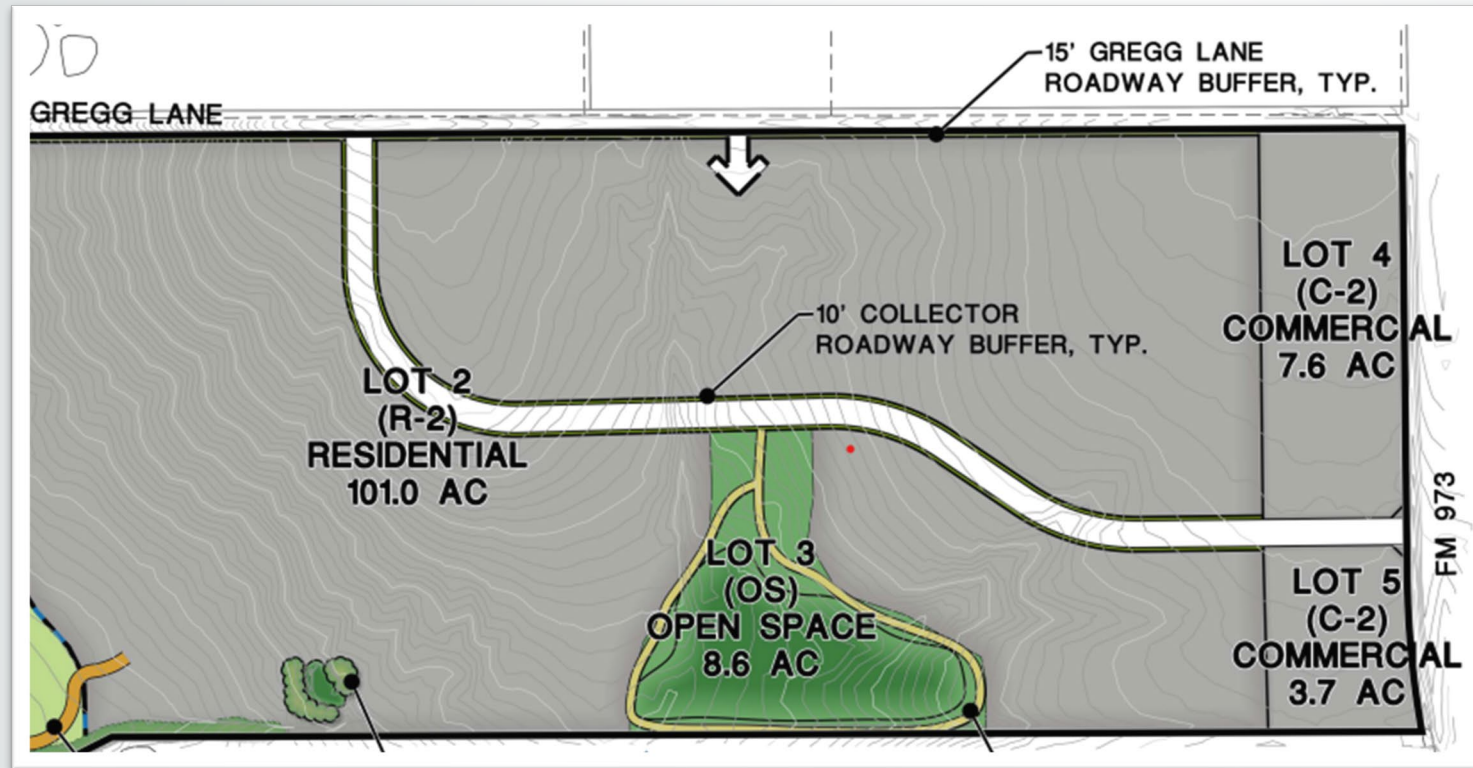 15' GREGG LANE
ROADWAY BUFFER, TYP.
GREGG LANE
LOT 4
(C-2)
COMMERCIAL
7.6 AC
10' COLLECTOR
ROADWAY BUFFER, TYP.
LOT 2
(R-2)
RESIDENTIAL
101.0 AC
FM 973
LOT 3
(OS)
OPEN SPACE
8.6 AC
LOT 5
(C-2)
COMMERCIAL
3.7 AC